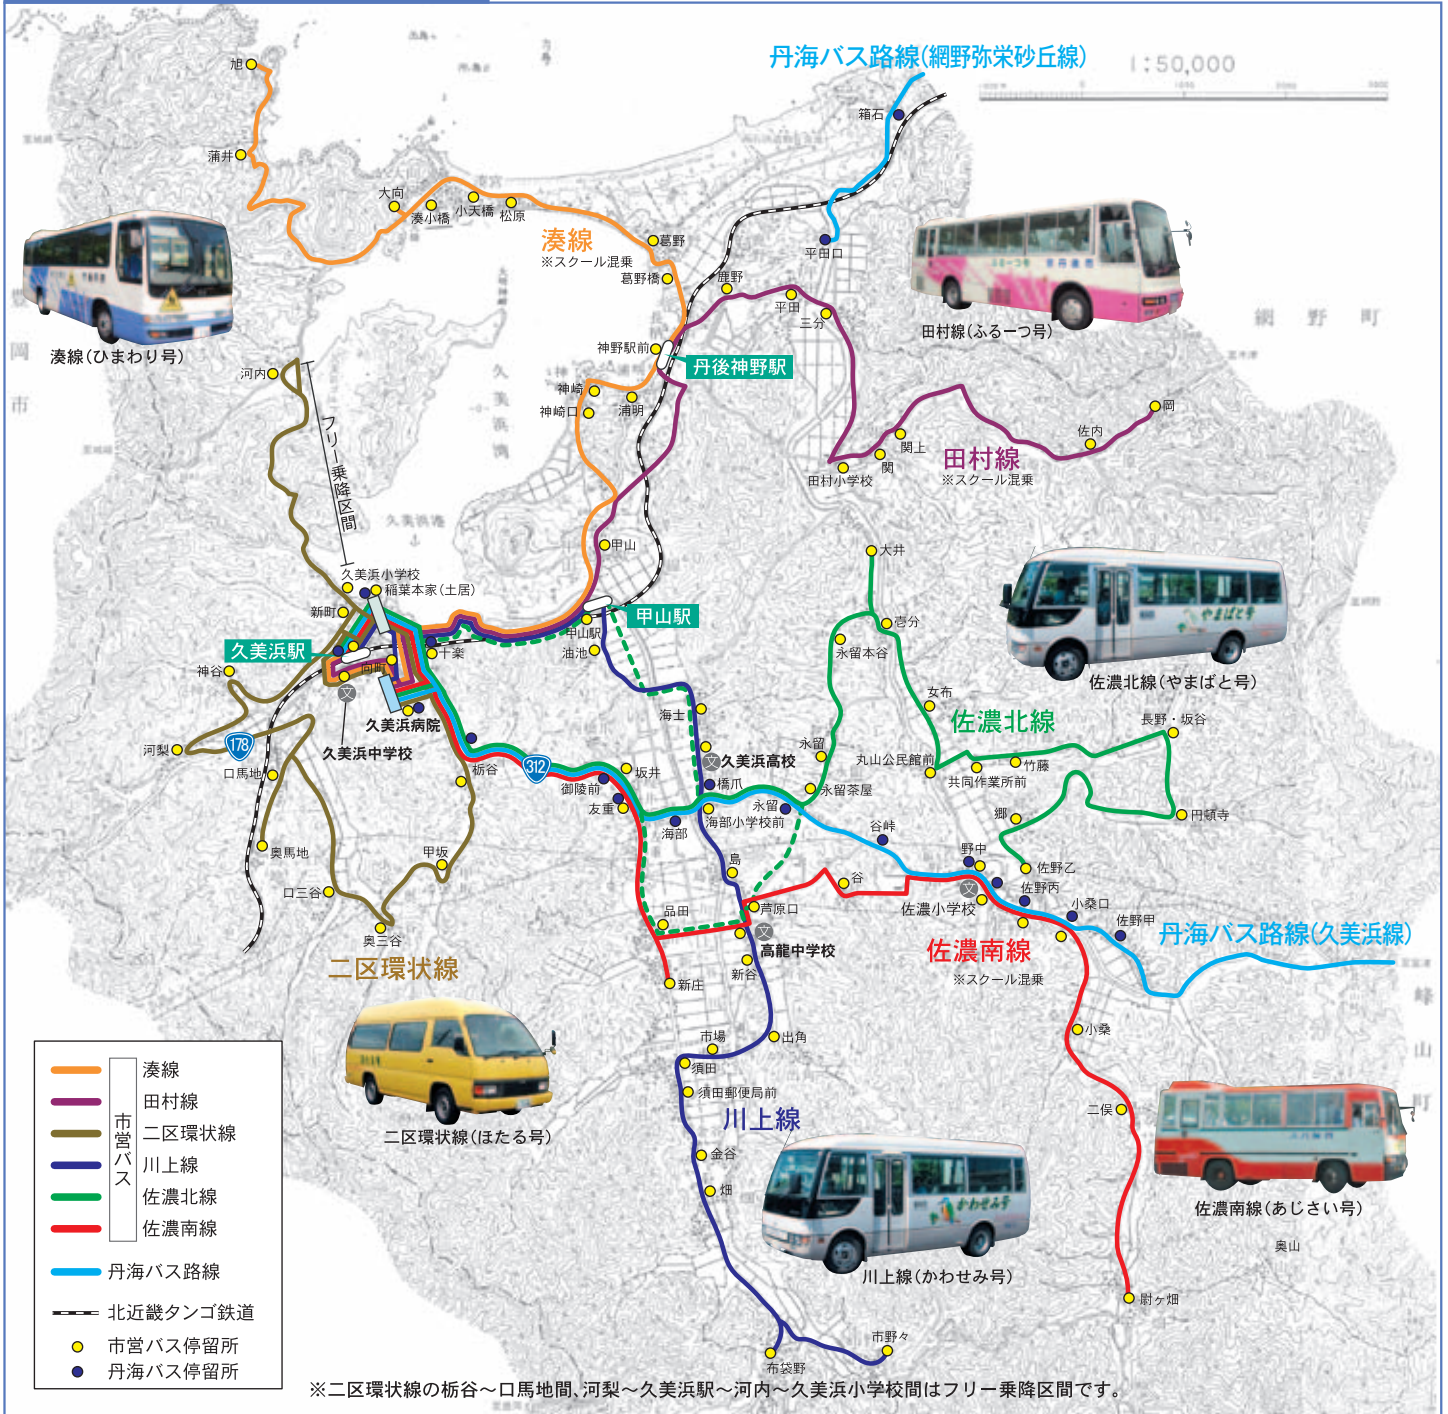 丹海バス路線(網野弥栄砂丘線)
1:50,000
旭
箱石
蒲井
大向
湊小橋
小天橋
松原
湊線
※スクール混乗
葛野
葛野橋
平田口
鹿野
平田
三分
田村線(ふるーつ号)
湊線(ひまわり号)
網野町
神野駅前
丹後神野駅
河内
神崎
神崎口
浦明
久美浜湾
フリー乗降区間
岡
佐内
関上
関
田村線
※スクール混乗
田村小学校
久美浜港
甲山
大井
久美浜小学校
稲葉本家(土居)
新町
甲山駅
甲山駅
久美浜駅
向町
十楽
油池
壱分
永留本谷
やまばと号
佐濃北線(やまばと号)
神谷
久美浜病院
海士
女布
佐濃北線
長野・坂谷
河梨
178
久美浜中学校
口馬地
栃谷
312
坂井
御陵前
友重
久美浜高校
橋爪
永留
永留茶屋
丸山公民館前
竹藤
共同作業所前
永留
海部小学校前
海部
郷
円頓寺
谷峠
奥馬地
甲坂
島
野中
佐野乙
口三谷
谷
佐野丙
佐濃小学校
小桑口
佐野甲
奥三谷
品田
芦原口
高龍中学校
丹海バス路線(久美浜線)
二区環状線
佐濃南線
※スクール混乗
新谷
新庄
小桑
市場
出角
須田
須田郵便局前
峰山町
二区環状線(ほたる号)
川上線
二俣
金谷
畑
かわせみ号
川上線(かわせみ号)
佐濃南線(あじさい号)
奥山
尉ヶ畑
市野々
布袋野
市営バス
湊線
田村線
二区環状線
川上線
佐濃北線
佐濃南線
丹海バス路線
北近畿タンゴ鉄道
市営バス停留所
丹海バス停留所
※二区環状線の栃谷～口馬地間、河梨～久美浜駅～河内～久美浜小学校間はフリー乗降区間です。